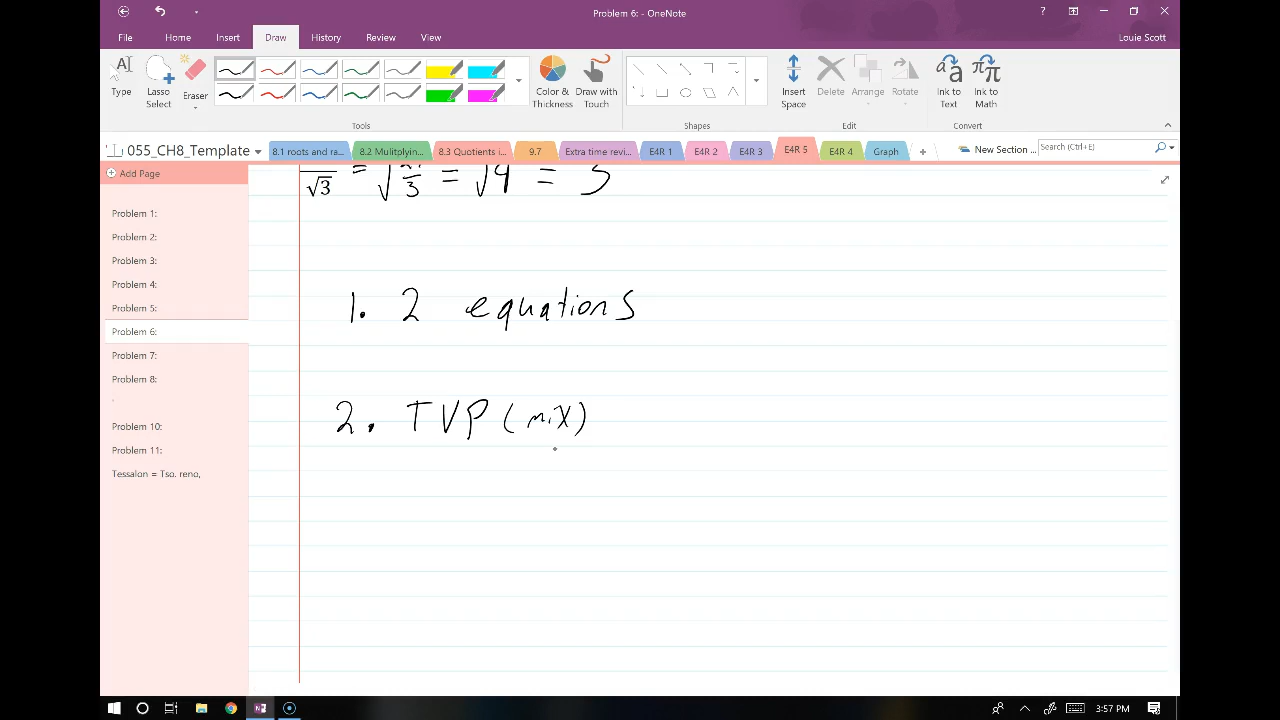 Problem 6: - OneNote
?
File Home Insert Draw History Review View
Louie Scott
Type Lasso Select Eraser Color & Thickness Draw with Touch Insert Space Delete Arrange Rotate Ink to Text Ink to Math
Tools Shapes Edit Convert
055_CH8_Template 8.1 roots and ra... 8.2 Mulitplyin... 8.3 Quotients i... 9.7 Extra time revi... E4R 1 E4R 2 E4R 3 E4R 5 E4R 4 Graph + New Section ... Search (Ctrl+E)
Add Page
Problem 1:
Problem 2:
Problem 3:
Problem 4:
Problem 5:
Problem 6:
Problem 7:
Problem 8:
Problem 10:
Problem 11:
Tessalon = Tso. reno,
√3 = √ 3 = √9 = 3
1. 2 equations
2. TVP (mix)
3:57 PM